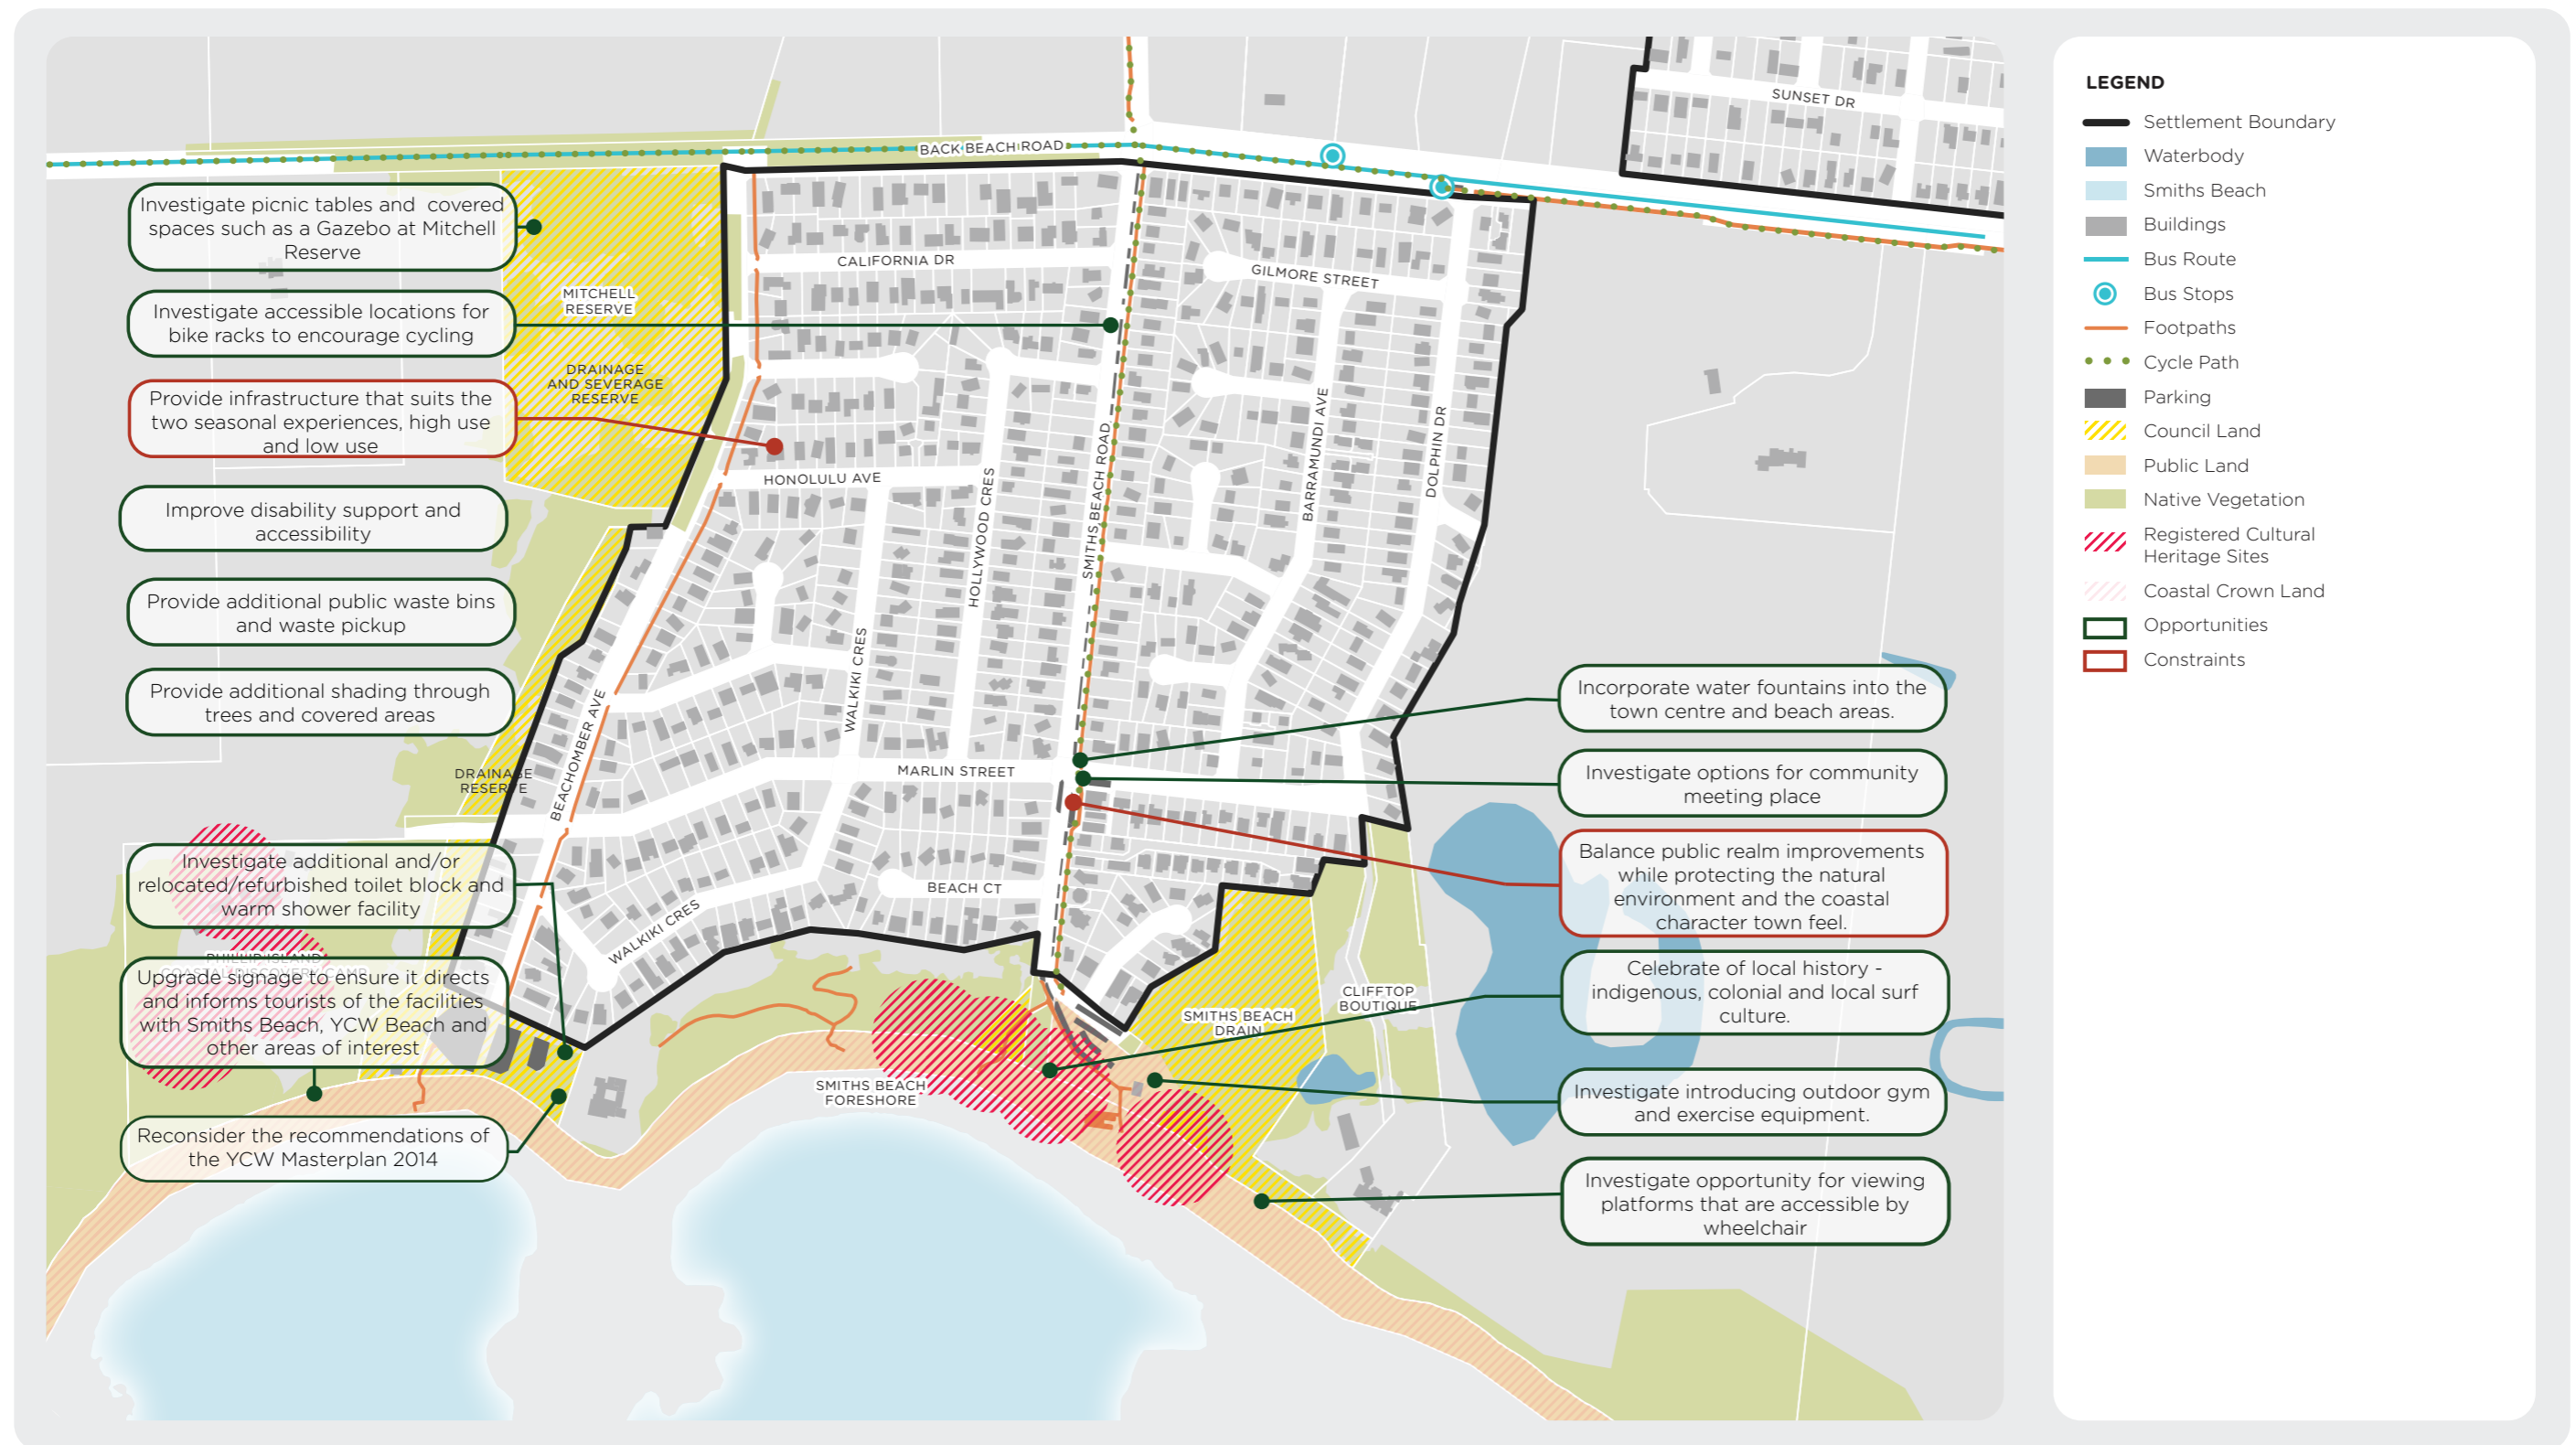 BACK BEACH ROAD
SUNSET DR
Investigate picnic tables and covered
spaces such as a Gazebo at Mitchell
Reserve
Investigate accessible locations for
bike racks to encourage cycling
Provide infrastructure that suits the
two seasonal experiences, high use
and low use
Improve disability support and
accessibility
Provide additional public waste bins
and waste pickup
Provide additional shading through
trees and covered areas
Investigate additional and/or
relocated/refurbished toilet block and
warm shower facility
PHILLIP ISLAND
COASTAL DISCOVERY CAMP
Upgrade signage to ensure it directs
and informs tourists of the facilities
with Smiths Beach, YCW Beach and
other areas of interest
Reconsider the recommendations of
the YCW Masterplan 2014
MITCHELL
RESERVE
DRAINAGE
AND SEVERAGE
RESERVE
DRAINAGE
RESERVE
CALIFORNIA DR
GILMORE STREET
HONOLULU AVE
HOLLYWOOD CRES
SMITHS BEACH ROAD
BARRAMUNDI AVE
DOLPHIN DR
WALKIKI CRES
BEACHOMBER AVE
MARLIN STREET
BEACH CT
WALKIKI CRES
SMITHS BEACH
FORESHORE
SMITHS BEACH
DRAIN
CLIFFTOP
BOUTIQUE
Incorporate water fountains into the
town centre and beach areas.
Investigate options for community
meeting place
Balance public realm improvements
while protecting the natural
environment and the coastal
character town feel.
Celebrate of local history -
indigenous, colonial and local surf
culture.
Investigate introducing outdoor gym
and exercise equipment.
Investigate opportunity for viewing
platforms that are accessible by
wheelchair
LEGEND
Settlement Boundary
Waterbody
Smiths Beach
Buildings
Bus Route
Bus Stops
Footpaths
Cycle Path
Parking
Council Land
Public Land
Native Vegetation
Registered Cultural
Heritage Sites
Coastal Crown Land
Opportunities
Constraints